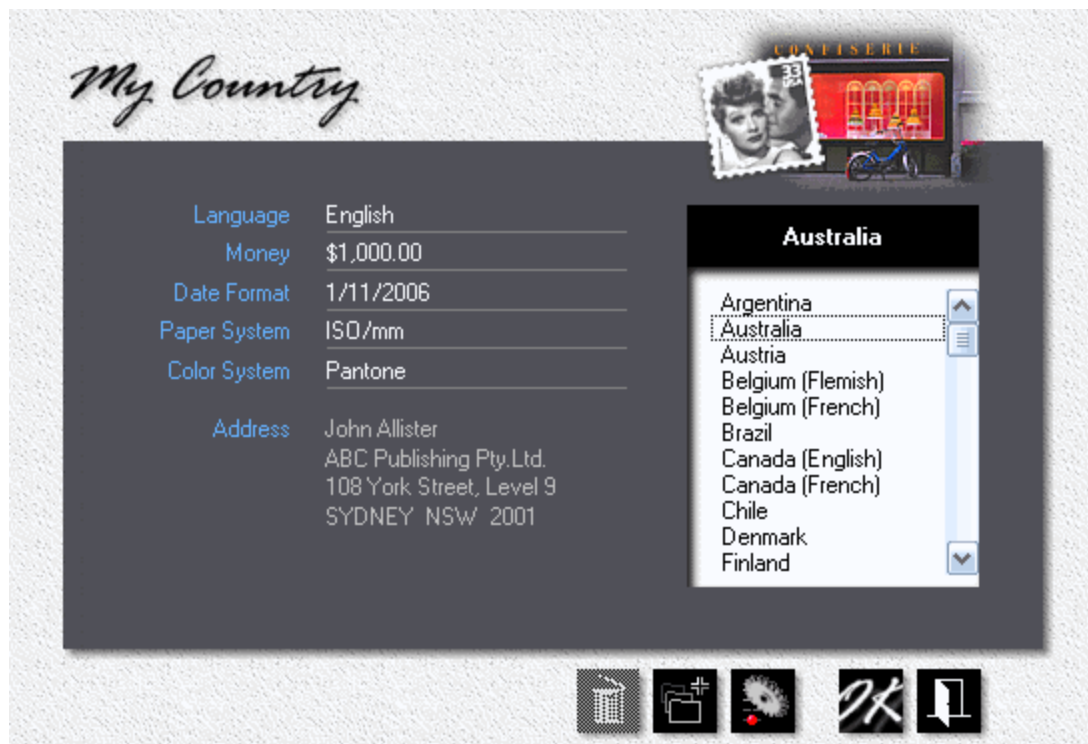 My Country
CONFISERIE
33
USA
Language English
Money $1,000.00
Date Format 1/11/2006
Paper System ISO/mm
Color System Pantone
Address John Allister
ABC Publishing Pty.Ltd.
108 York Street, Level 9
SYDNEY NSW 2001
Australia
Argentina
Australia
Austria
Belgium (Flemish)
Belgium (French)
Brazil
Canada (English)
Canada (French)
Chile
Denmark
Finland
OK